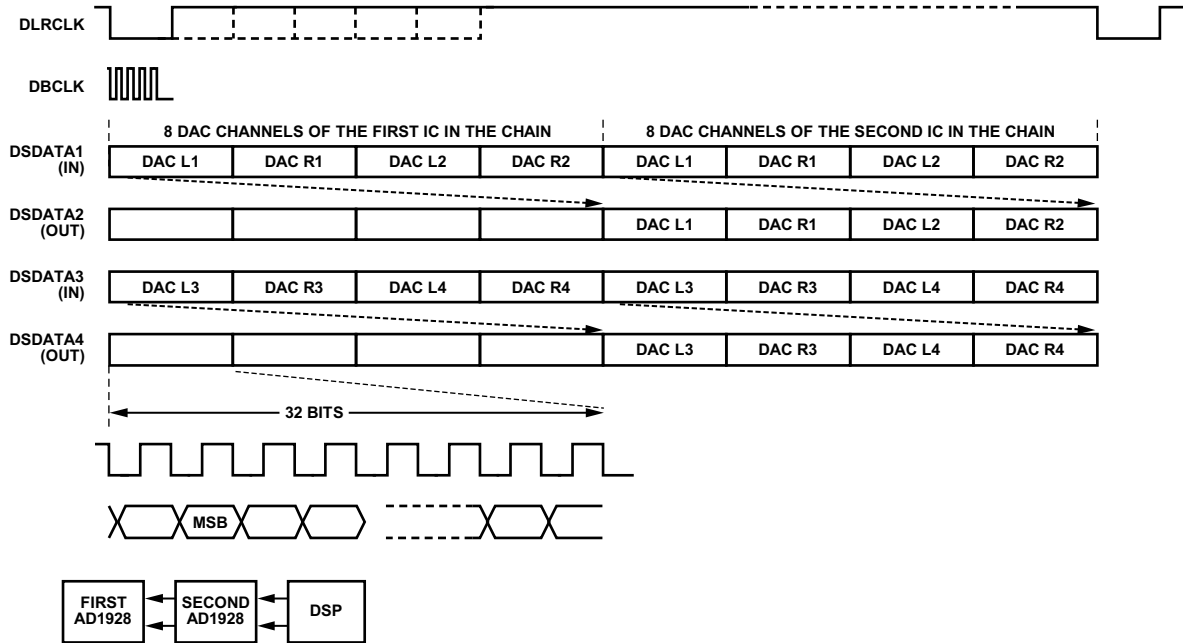 DLRCLK
DBCLK
8 DAC CHANNELS OF THE FIRST IC IN THE CHAIN 8 DAC CHANNELS OF THE SECOND IC IN THE CHAIN
DSDATA1
(IN)
DAC L1 DAC R1 DAC L2 DAC R2 DAC L1 DAC R1 DAC L2 DAC R2
DSDATA2
(OUT)
DAC L1 DAC R1 DAC L2 DAC R2
DSDATA3
(IN)
DAC L3 DAC R3 DAC L4 DAC R4 DAC L3 DAC R3 DAC L4 DAC R4
DSDATA4
(OUT)
DAC L3 DAC R3 DAC L4 DAC R4
32 BITS
MSB
FIRST
AD1928
SECOND
AD1928
DSP